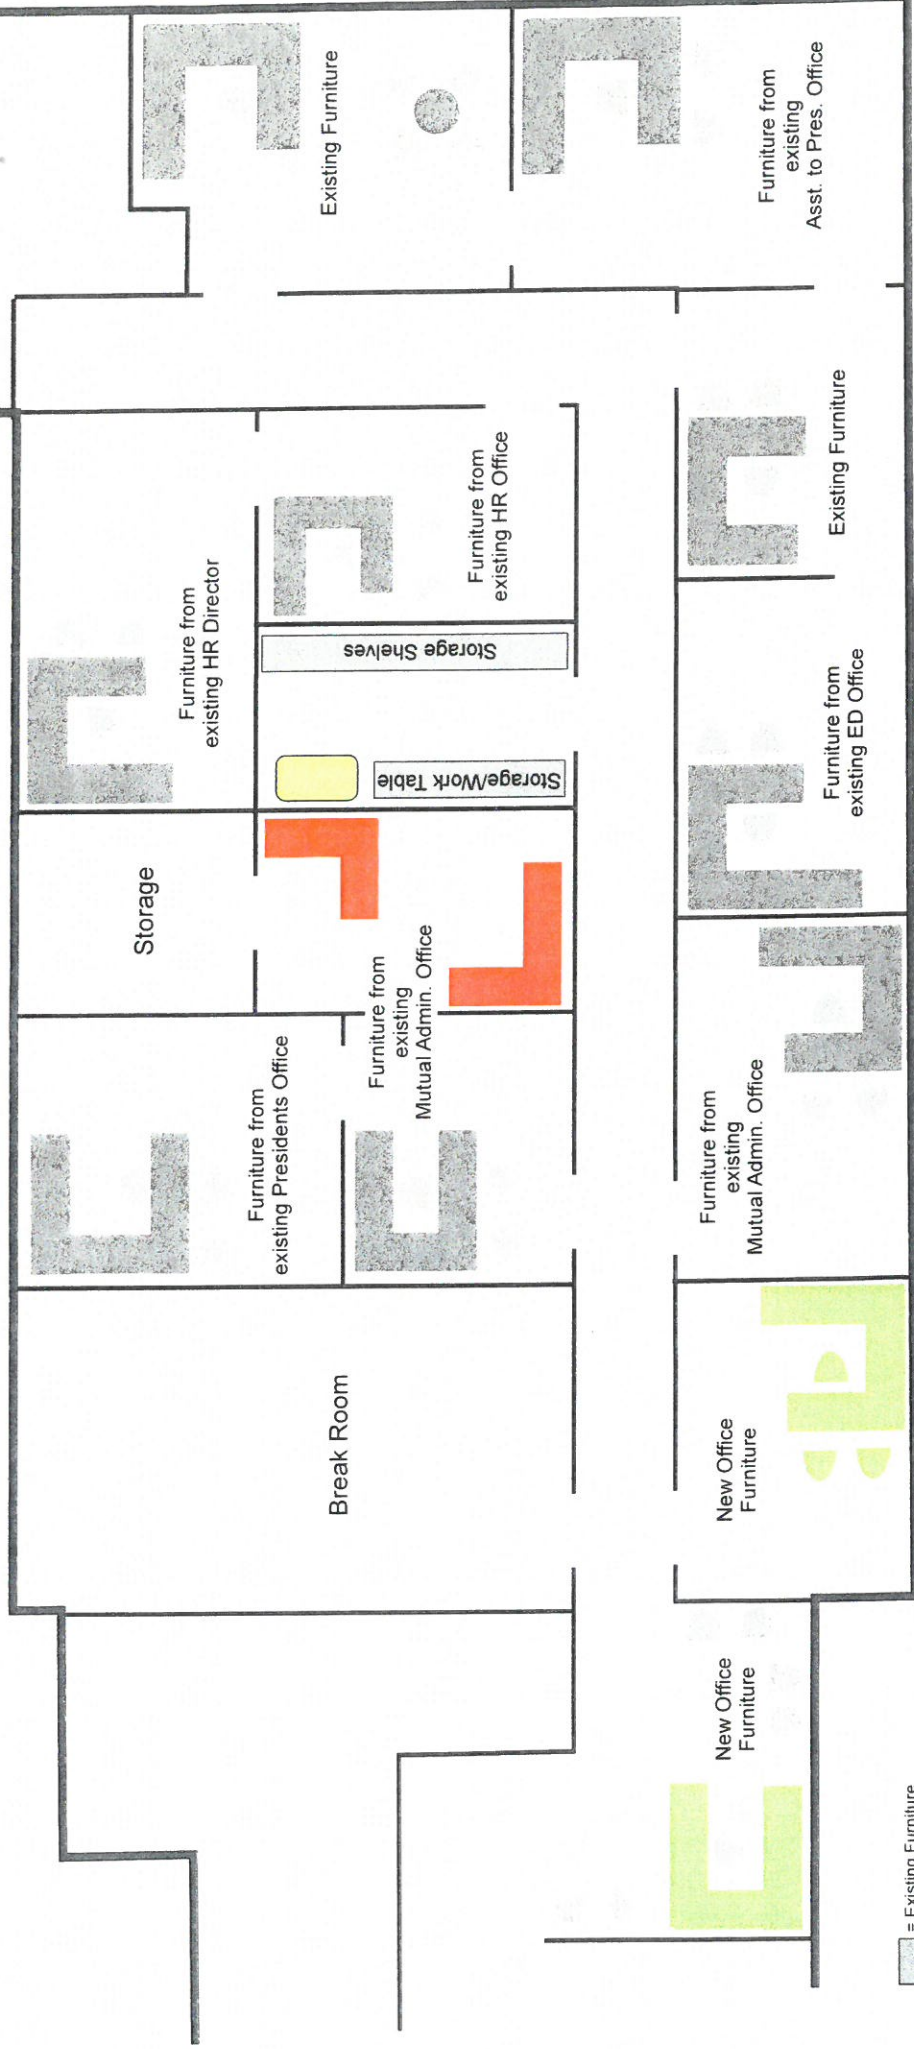 Existing Furniture
Furniture from
existing
Asst. to Pres. Office
Furniture from
existing HR Director
Furniture from
existing HR Office
Storage Shelves
Storage/Work Table
Existing Furniture
Storage
Furniture from
existing ED Office
Furniture from
existing Presidents Office
Furniture from
existing
Mutual Admin. Office
Furniture from
existing
Mutual Admin. Office
Break Room
New Office
Furniture
New Office
Furniture
= Existing Furniture